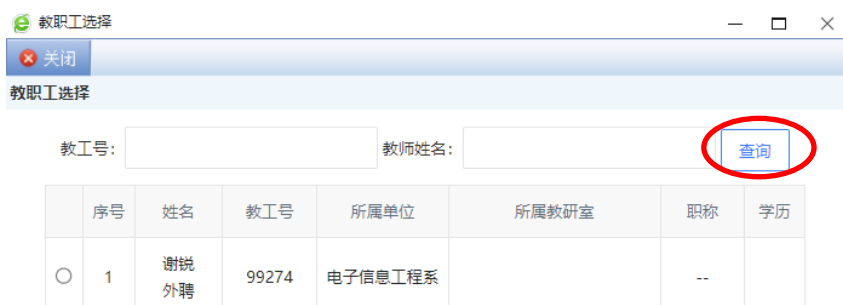 教职工选择
关闭
教职工选择
教工号: 教师姓名: 查询
序号 姓名 教工号 所属单位 所属教研室 职称 学历
1 谢锐外聘 99274 电子信息工程系 --